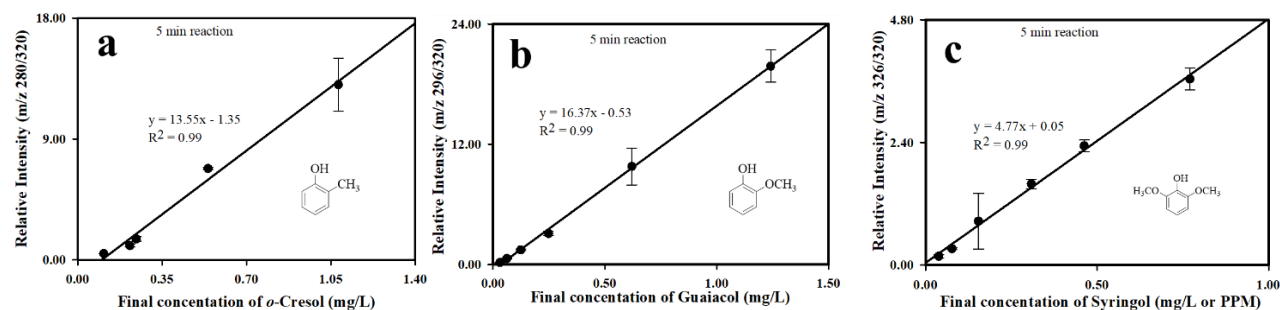 a
5 min reaction
y = 13.55x - 1.35
R² = 0.99
OH
CH₃
18.00
9.00
0.00
0.00 0.35 0.70 1.05 1.40
Relative Intensity (m/z 280/320)
Final concentration of o-Cresol (mg/L)
b
5 min reaction
y = 16.37x - 0.53
R² = 0.99
OH
OCH₃
24.00
12.00
0.00
0.00 0.50 1.00 1.50
Relative Intensity (m/z 296/320)
Final concentration of Guaiacol (mg/L)
c
5 min reaction
y = 4.77x + 0.05
R² = 0.99
OH
H₃CO OCH₃
4.80
2.40
0.00
0.00 0.50 1.00
Relative Intensity (m/z 326/320)
Final concentration of Syringol (mg/L or PPM)